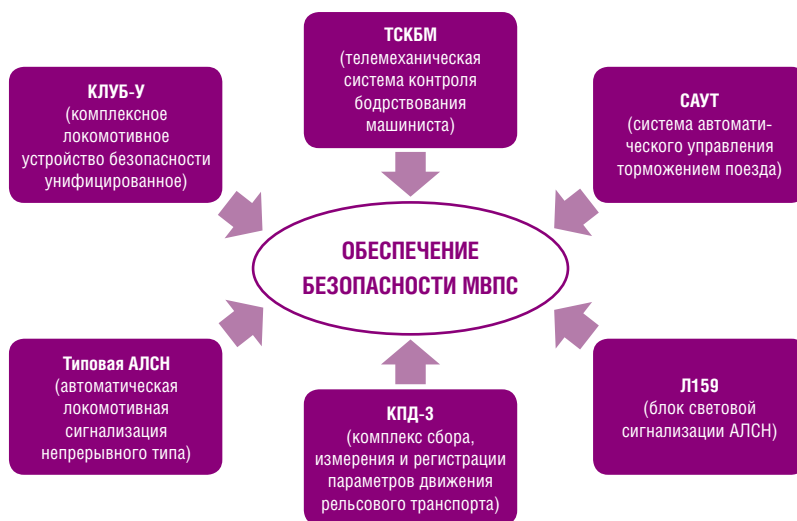 ТСКБМ
(телемеханическая
система контроля
бодрствования
машиниста)
КЛУБ-У
(комплексное
локомотивное
устройство безопасности
унифицированное)
САУТ
(система автомати-
ческого управления
торможением поезда)
ОБЕСПЕЧЕНИЕ
БЕЗОПАСНОСТИ МВПС
Типовая АЛСН
(автоматическая
локомотивная
сигнализация
непрерывного типа)
КПД-3
(комплекс сбора,
измерения и регистрации
параметров движения
рельсового транспорта)
Л159
(блок световой
сигнализации АЛСН)